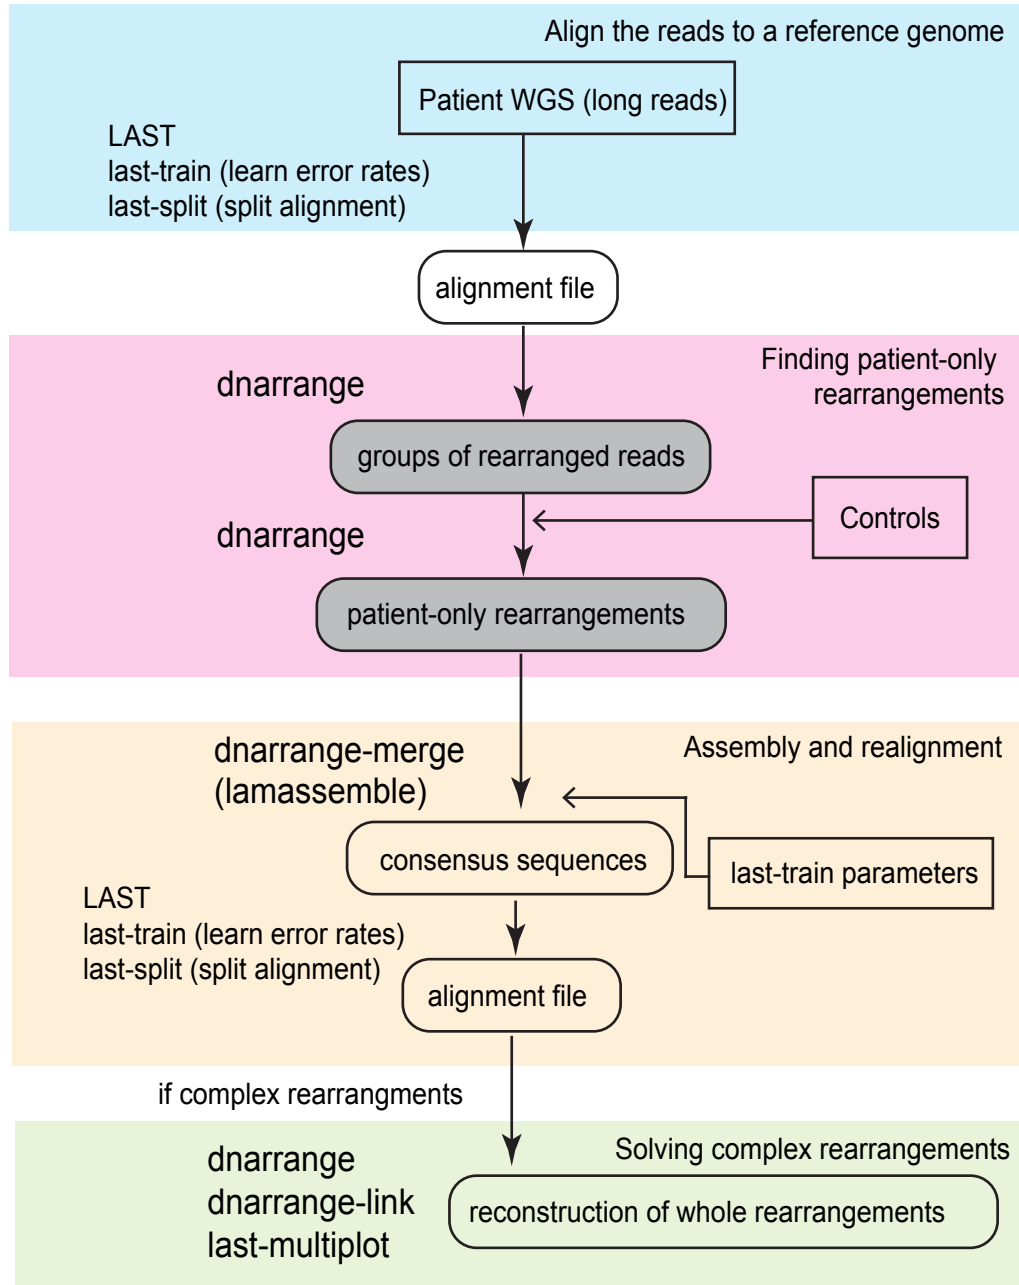 Align the reads to a reference genome
Patient WGS (long reads)
LAST
last-train (learn error rates)
last-split (split alignment)
alignment file
Finding patient-only
rearrangements
dnarrange
groups of rearranged reads
Controls
dnarrange
patient-only rearrangements
dnarrange-merge
(lamassemble)
Assembly and realignment
consensus sequences
last-train parameters
LAST
last-train (learn error rates)
last-split (split alignment)
alignment file
if complex rearrangments
Solving complex rearrangements
dnarrange
dnarrange-link
last-multiplot
reconstruction of whole rearrangements